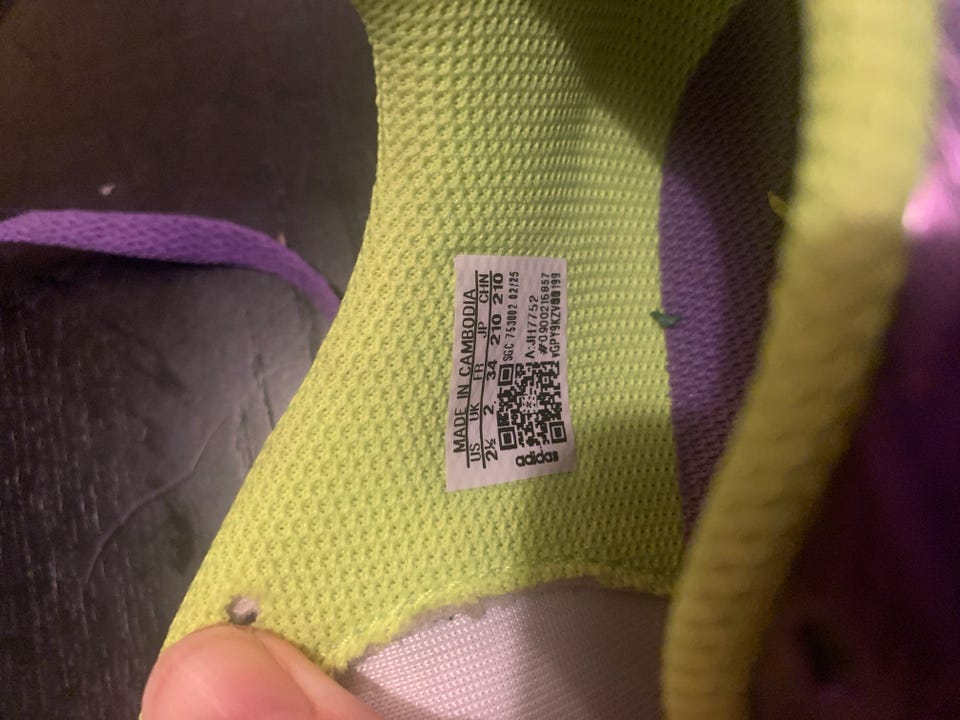 MADE IN CAMBODIA
US UK FR JP CHN
2½ 2 34 210 210
SGC 753002 02/25
A:JH7752
#0900216857
adidas